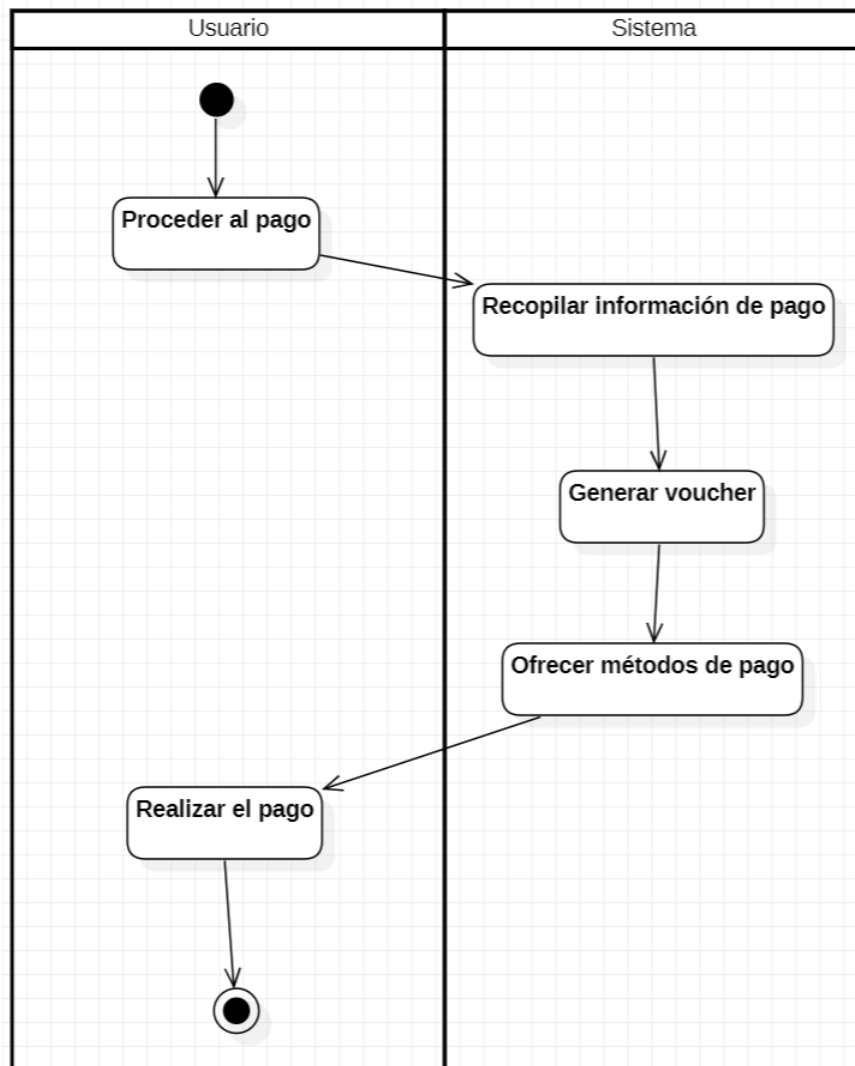 Usuario
Sistema
Proceder al pago
Recopilar información de pago
Generar voucher
Ofrecer métodos de pago
Realizar el pago